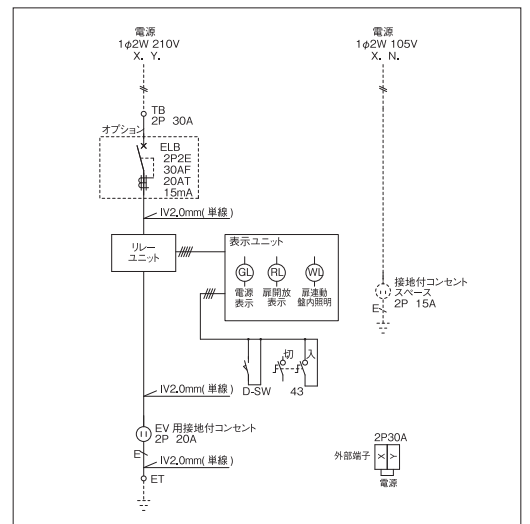 電源
1φ2W 210V
X. Y.
電源
1φ2W 105V
X. N.
TB
2P 30A
オプション
ELB
2P2E
30AF
20AT
15mA
IV2.0mm(単線)
リレー
ユニット
表示ユニット
GL
RL
WL
電源
表示
扉開放
表示
扉連動
盤内照明
接地付コンセント
スペース
2P 15A
E
切
入
D-SW
43
IV2.0mm(単線)
EV用接地付コンセント
2P 20A
E
IV2.0mm(単線)
ET
2P30A
外部端子
X
Y
電源